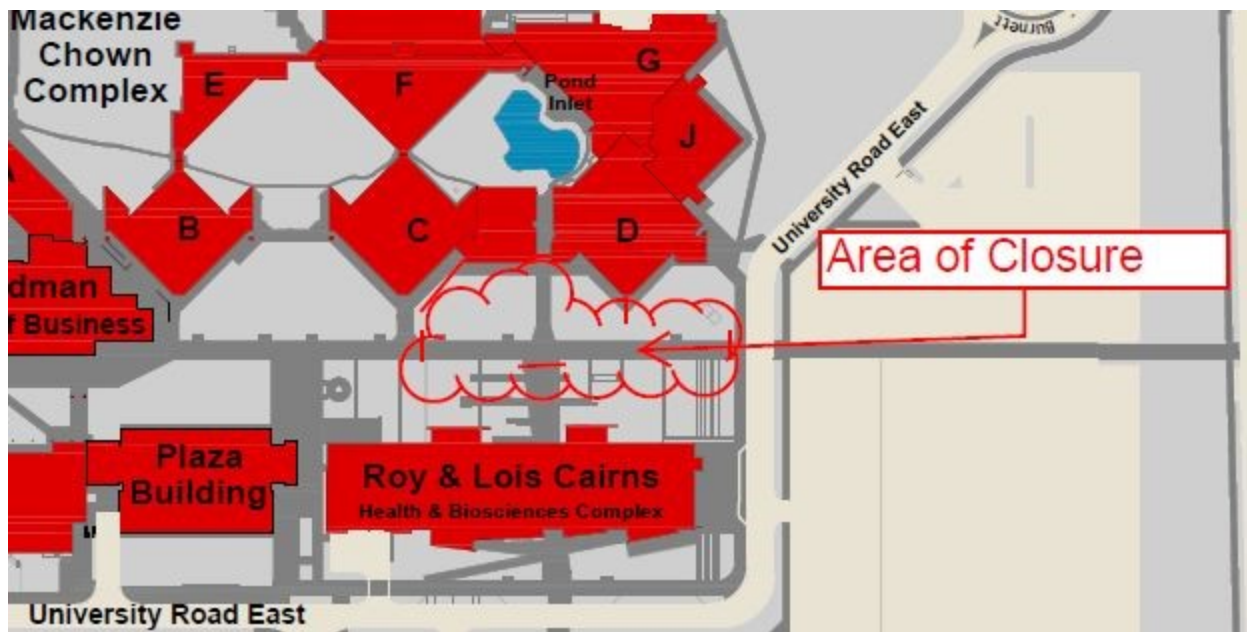 Mackenzie
Chown
Complex
E
F
G
Pond
Inlet
J
Burnett
University Road East
B
C
D
Area of Closure
dman
f Business
Plaza
Building
Roy & Lois Cairns
Health & Biosciences Complex
University Road East